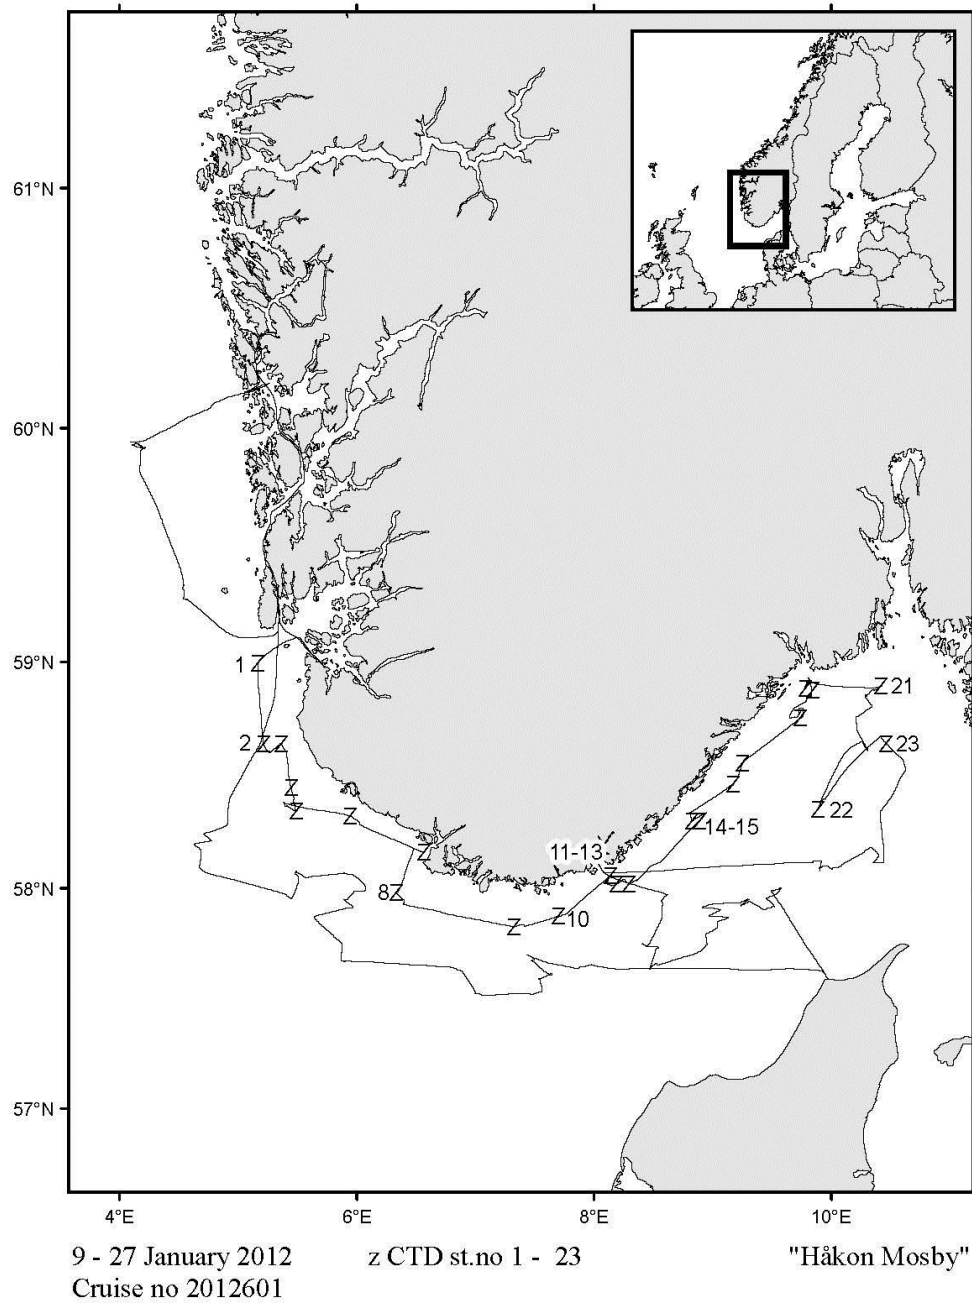 61°N
60°N
59°N
58°N
57°N
1
2
21
23
22
14-15
11-13
8
10
4°E 6°E 8°E 10°E
9 - 27 January 2012 z CTD st.no 1 - 23 "Håkon Mosby"
Cruise no 2012601